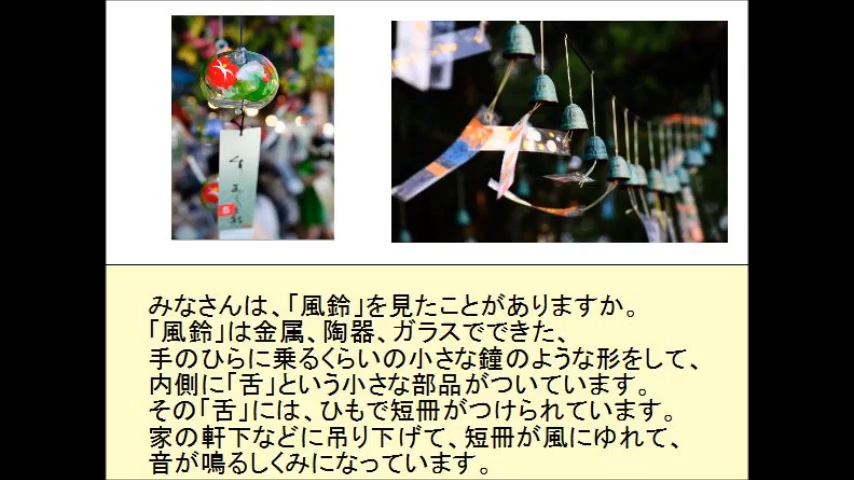 みなさんは、「風鈴」を見たことがありますか。
「風鈴」は金属、陶器、ガラスでできた、
手のひらに乗るくらいの小さな鐘のような形をして、
内側に「舌」という小さな部品がついています。
その「舌」には、ひもで短冊がつけられています。
家の軒下などに吊り下げて、短冊が風にゆれて、
音が鳴るしくみになっています。